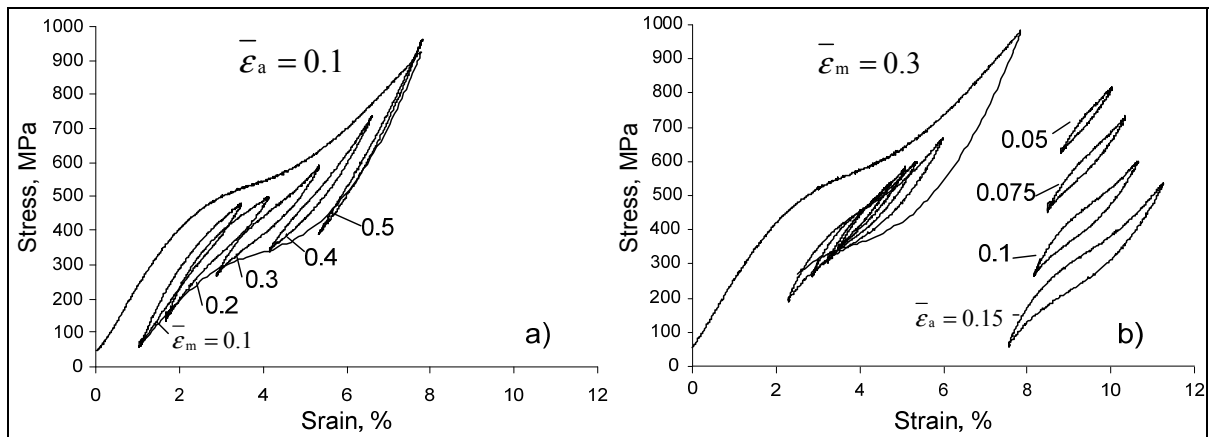 1000
900
800
700
600
500
400
300
200
100
0
Stress, MPa
ε̅a = 0.1
0.5
0.4
0.3
0.2
ε̅m = 0.1
a)
0 2 4 6 8 10 12
Srain, %
1000
900
800
700
600
500
400
300
200
100
0
Stress, MPa
ε̅m = 0.3
0.05
0.075
0.1
ε̅a = 0.15
b)
0 2 4 6 8 10 12
Strain, %